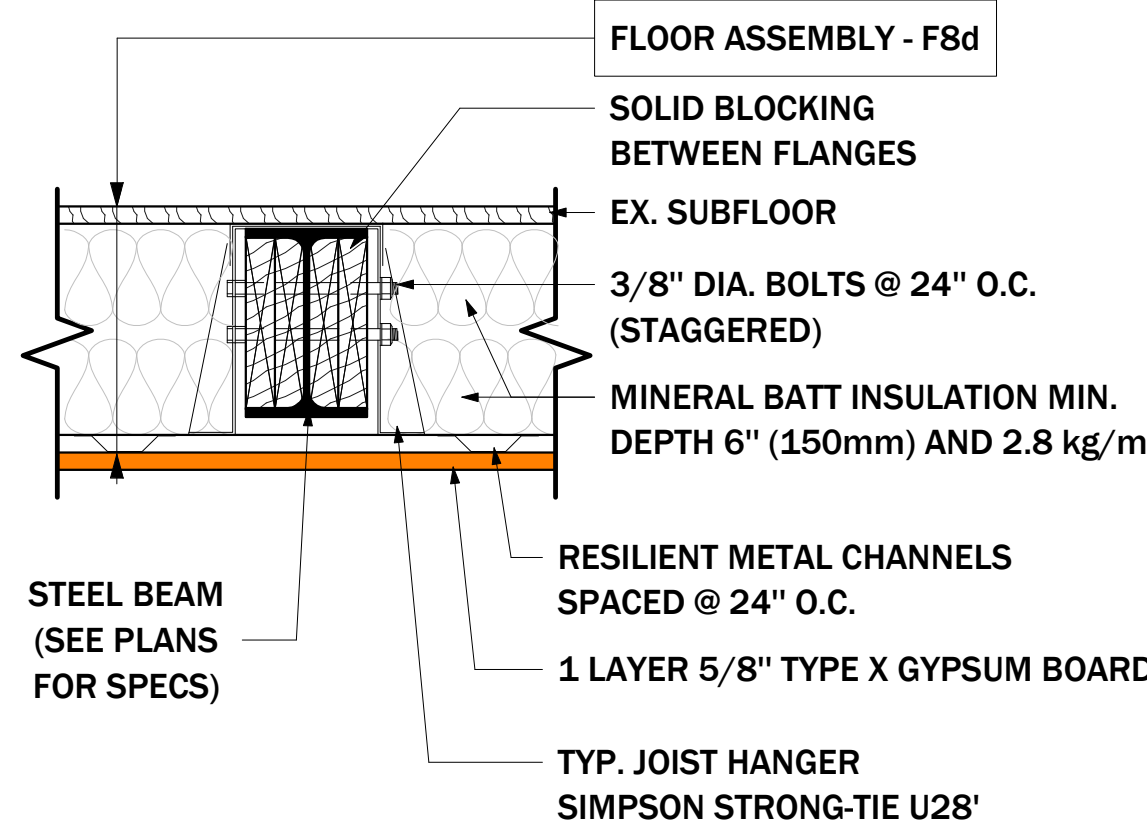 FLOOR ASSEMBLY - F8d
SOLID BLOCKING
BETWEEN FLANGES
EX. SUBFLOOR
3/8" DIA. BOLTS @ 24" O.C.
(STAGGERED)
MINERAL BATT INSULATION MIN.
DEPTH 6" (150mm) AND 2.8 kg/m
RESILIENT METAL CHANNELS
SPACED @ 24" O.C.
STEEL BEAM
(SEE PLANS
FOR SPECS)
1 LAYER 5/8" TYPE X GYPSUM BOARD
TYP. JOIST HANGER
SIMPSON STRONG-TIE U28'